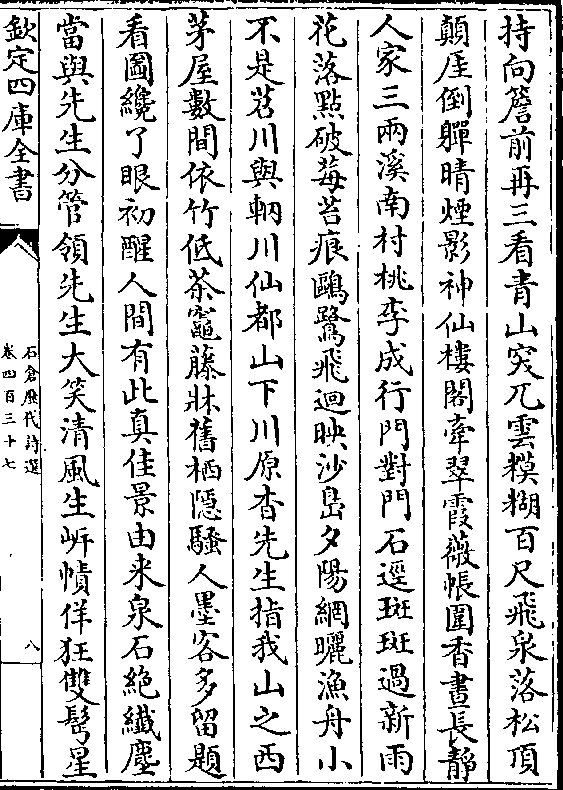 持向簷前再三看青山突兀雲糢糊百尺飛泉落松頂
顛厓倒軃晴煙影神仙樓閣牽翠霞薇帳圍香晝長靜
人家三兩溪南村桃李成行門對門石逕斑斑過新雨
花落點破莓苔痕鷗鷺飛迴映沙島夕陽網曬漁舟小
不是苕川與輞川仙都山下川原杳先生指我山之西
茅屋數間依竹低茶竈藤牀舊栖隱騷人墨客多留題
看圖纔了眼初醒人間有此真佳景由来泉石絶纎塵
當與先生分管領先生大笑清風生岸幘佯狂雙髩星
欽定四庫全書
石倉歷代詩選
卷四百三十七
八